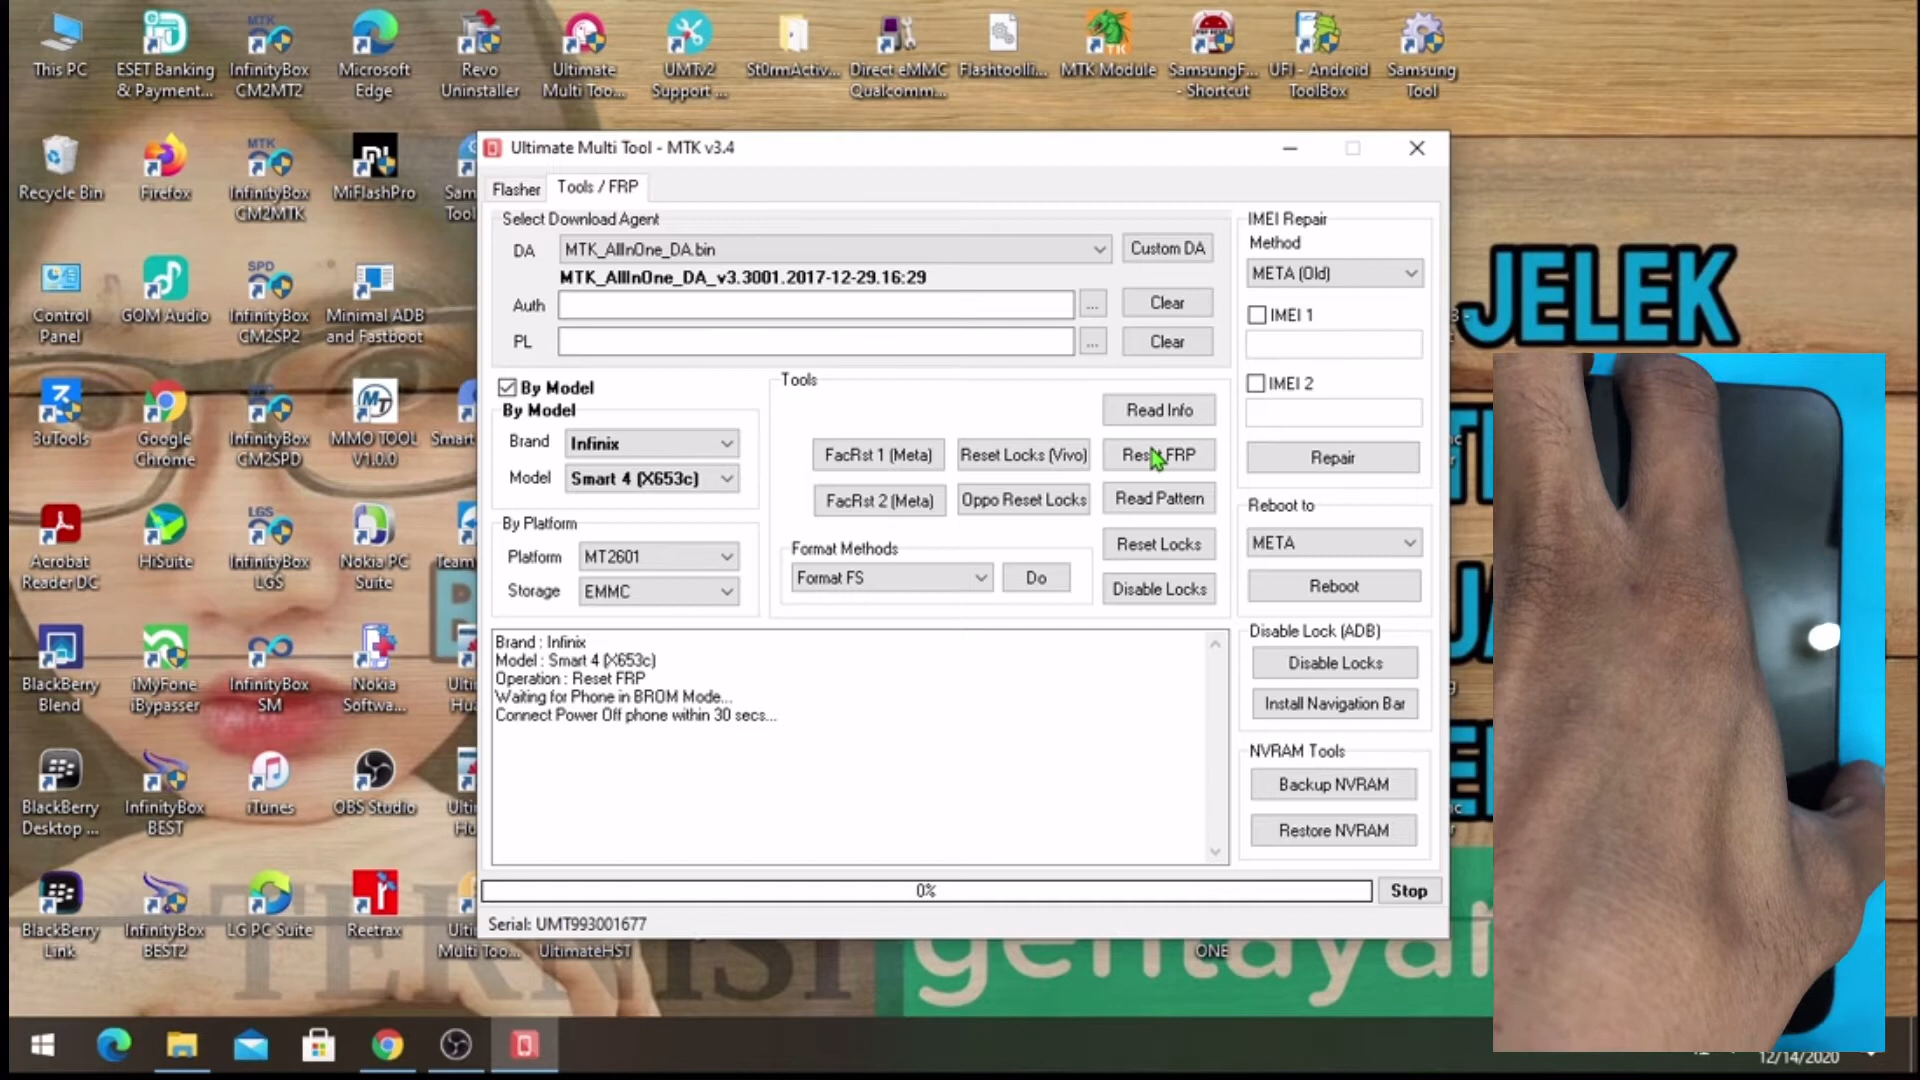 This PC
ESET Banking
& Payment...
InfinityBox
CM2MT2
Microsoft
Edge
Revo
Uninstaller
Ultimate
Multi Too...
UMTv2
Support ...
St0rmActiv...
Direct eMMC
Qualcomm...
Flashtoolli...
MTK Module
SamsungF...
- Shortcut
UFI - Android
ToolBox
Samsung
Tool
Recycle Bin
Firefox
InfinityBox
CM2MTK
MiFlashPro
Control
Panel
GOM Audio
InfinityBox
CM2SP2
Minimal ADB
and Fastboot
3uTools
Google
Chrome
InfinityBox
CM2SPD
MMO TOOL
V1.0.0
Acrobat
Reader DC
HiSuite
InfinityBox
LGS
Nokia PC
Suite
BlackBerry
Blend
iMyFone
iBypasser
InfinityBox
SM
Nokia
Softwa...
BlackBerry
Desktop ...
InfinityBox
BEST
iTunes
OBS Studio
BlackBerry
Link
InfinityBox
BEST2
LG PC Suite
Reetrax
Multi Too...
UltimateHST
ONE
JELEK
Ultimate Multi Tool - MTK v3.4
Flasher
Tools / FRP
Select Download Agent
DA
MTK_AllInOne_DA.bin
Custom DA
MTK_AllInOne_DA_v3.3001.2017-12-29.16:29
Auth
...
Clear
PL
...
Clear
By Model
By Model
Brand
Infinix
Model
Smart 4 (X653c)
By Platform
Platform
MT2601
Storage
EMMC
Tools
Read Info
FacRst 1 (Meta)
Reset Locks (Vivo)
Reset FRP
FacRst 2 (Meta)
Oppo Reset Locks
Read Pattern
Reset Locks
Format Methods
Format FS
Do
Disable Locks
IMEI Repair
Method
META (Old)
IMEI 1
IMEI 2
Repair
Reboot to
META
Reboot
Disable Lock (ADB)
Disable Locks
Install Navigation Bar
NVRAM Tools
Backup NVRAM
Restore NVRAM
Brand : Infinix
Model : Smart 4 (X653c)
Operation : Reset FRP
Waiting for Phone in BROM Mode...
Connect Power Off phone within 30 secs...
0%
Stop
Serial: UMT993001677
12/14/2020